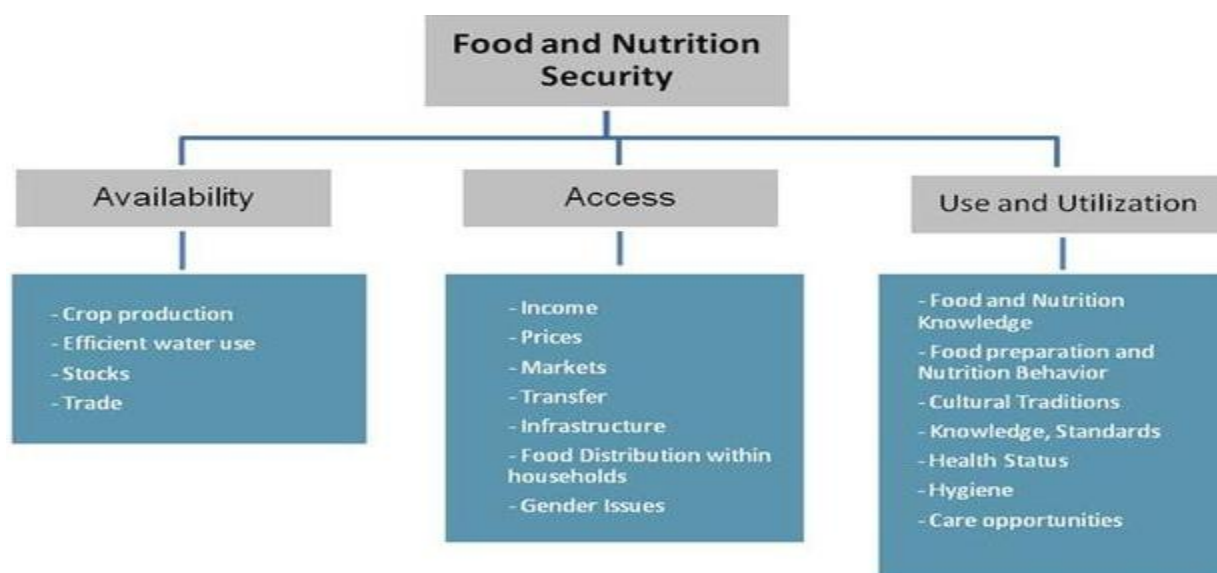 Food and Nutrition
Security
Availability
Access
Use and Utilization
- Crop production
- Efficient water use
- Stocks
- Trade
- Income
- Prices
- Markets
- Transfer
- Infrastructure
- Food Distribution within
households
- Gender Issues
- Food and Nutrition
Knowledge
- Food preparation and
Nutrition Behavior
- Cultural Traditions
- Knowledge, Standards
- Health Status
- Hygiene
- Care opportunities